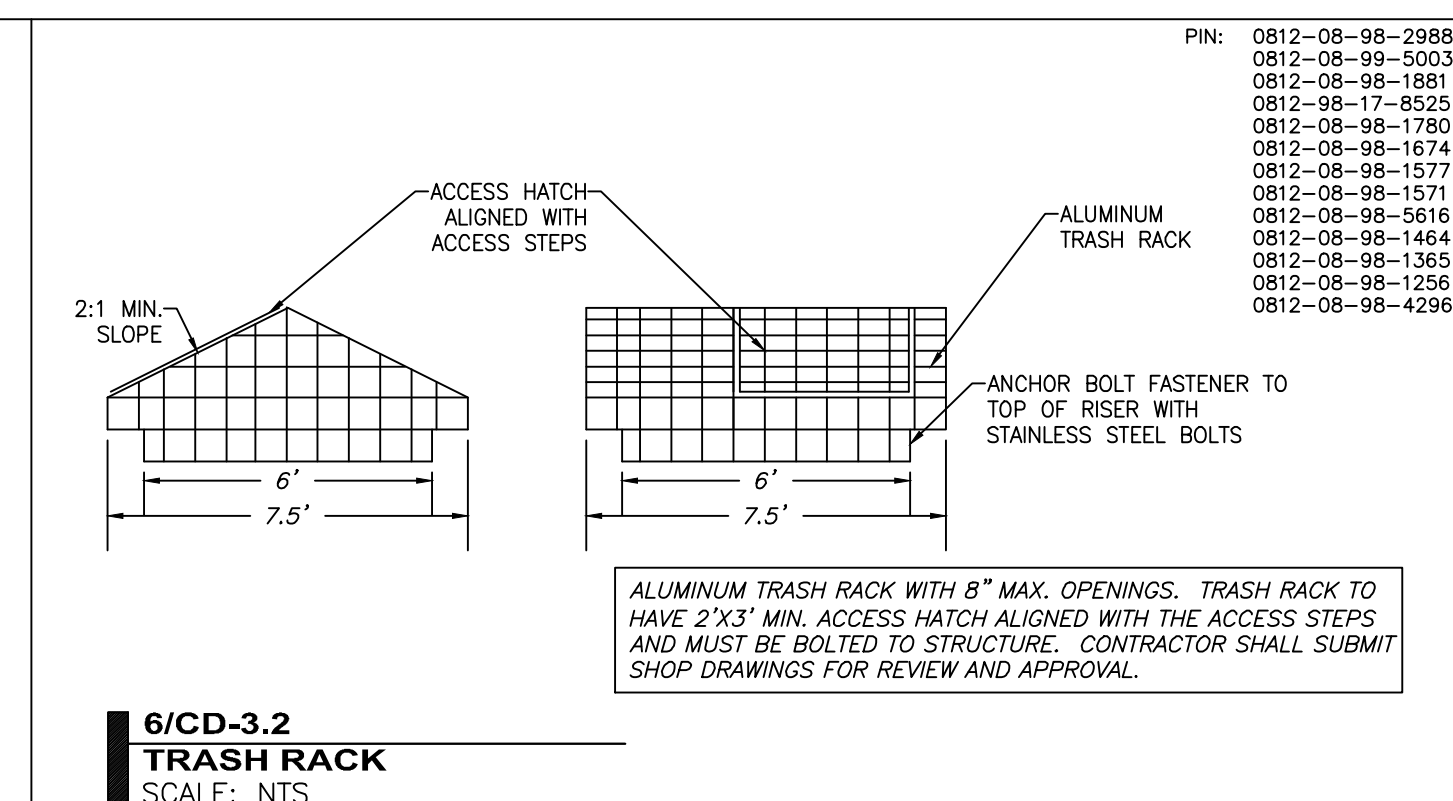 PIN: 0812-08-98-2988
0812-08-99-5003
0812-08-98-1881
0812-98-17-8525
0812-08-98-1780
0812-08-98-1674
0812-08-98-1577
0812-08-98-1571
0812-08-98-5616
0812-08-98-1464
0812-08-98-1365
0812-08-98-1256
0812-08-98-4296
ACCESS HATCH
ALIGNED WITH
ACCESS STEPS
ALUMINUM
TRASH RACK
2:1 MIN.
SLOPE
ANCHOR BOLT FASTENER TO
TOP OF RISER WITH
STAINLESS STEEL BOLTS
6'
7.5'
6'
7.5'
ALUMINUM TRASH RACK WITH 8" MAX. OPENINGS. TRASH RACK TO
HAVE 2'X3' MIN. ACCESS HATCH ALIGNED WITH THE ACCESS STEPS
AND MUST BE BOLTED TO STRUCTURE. CONTRACTOR SHALL SUBMIT
SHOP DRAWINGS FOR REVIEW AND APPROVAL.
6/CD-3.2
TRASH RACK
SCALE: NTS